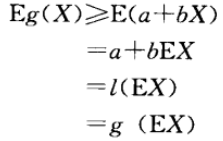 Eg(X)⩾E(a+bX)
=a+bEX
=l(EX)
=g (EX)